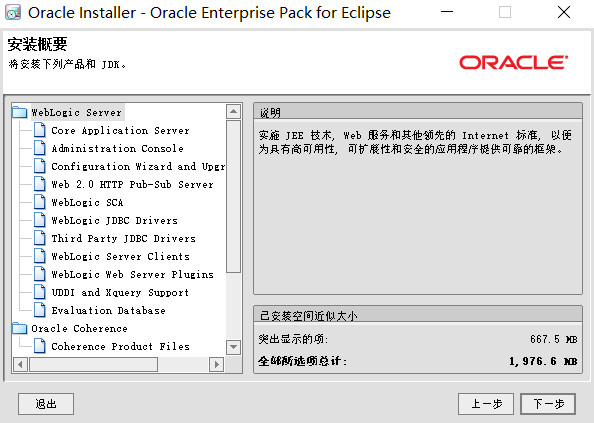 Oracle Installer - Oracle Enterprise Pack for Eclipse
安装概要
将安装下列产品和 JDK。
ORACLE
WebLogic Server
Core Application Server
Administration Console
Configuration Wizard and Upgr
Web 2.0 HTTP Pub-Sub Server
WebLogic SCA
WebLogic JDBC Drivers
Third Party JDBC Drivers
WebLogic Server Clients
WebLogic Web Server Plugins
UDDI and Xquery Support
Evaluation Database
Oracle Coherence
Coherence Product Files
说明
实施 JEE 技术, Web 服务和其他领先的 Internet 标准, 以便
为具有高可用性, 可扩展性和安全的应用程序提供可靠的框架。
已安装空间近似大小
突出显示的项: 667.5 MB
全部所选项总计: 1,976.6 MB
退出
上一步
下一步